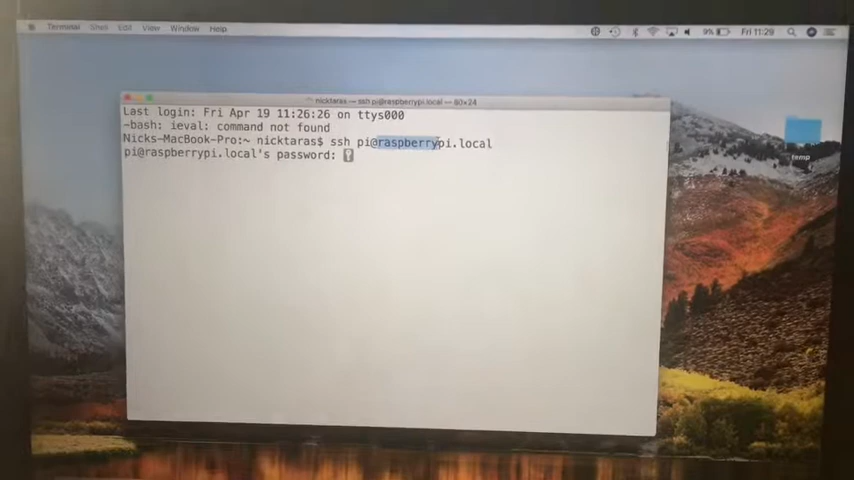 Terminal Shell Edit View Window Help
9% Fri 11:29
nicktaras — ssh pi@raspberrypi.local — 80×24
Last login: Fri Apr 19 11:26:26 on ttys000
-bash: ieval: command not found
Nicks-MacBook-Pro:~ nicktaras$ ssh pi@raspberrypi.local
pi@raspberrypi.local's password:
temp